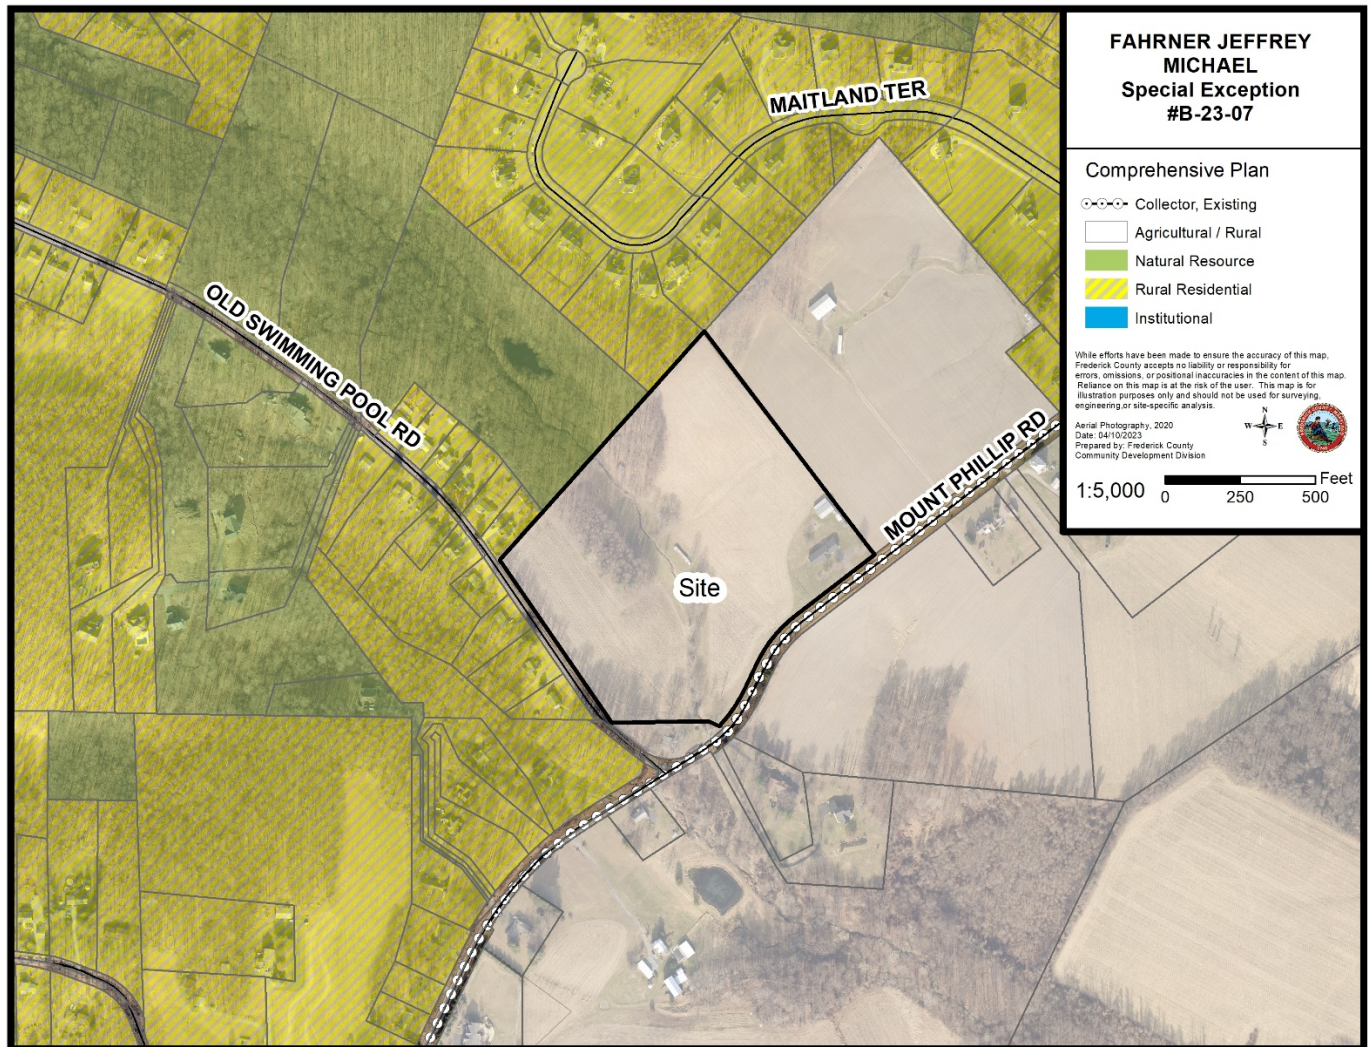 FAHRNER JEFFREY
MICHAEL
Special Exception
#B-23-07
Comprehensive Plan
Collector, Existing
Agricultural / Rural
Natural Resource
Rural Residential
Institutional
While efforts have been made to ensure the accuracy of this map,
Frederick County accepts no liability or responsibility for
errors, omissions, or positional inaccuracies in the content of this map.
Reliance on this map is at the risk of the user. This map is for
illustration purposes only and should not be used for surveying,
engineering,or site-specific analysis.
Aerial Photography, 2020
Date: 04/10/2023
Prepared by: Frederick County
Community Development Division
N
W E
S
1:5,000
Feet
0 250 500
MAITLAND TER
OLD SWIMMING POOL RD
MOUNT PHILLIP RD
Site